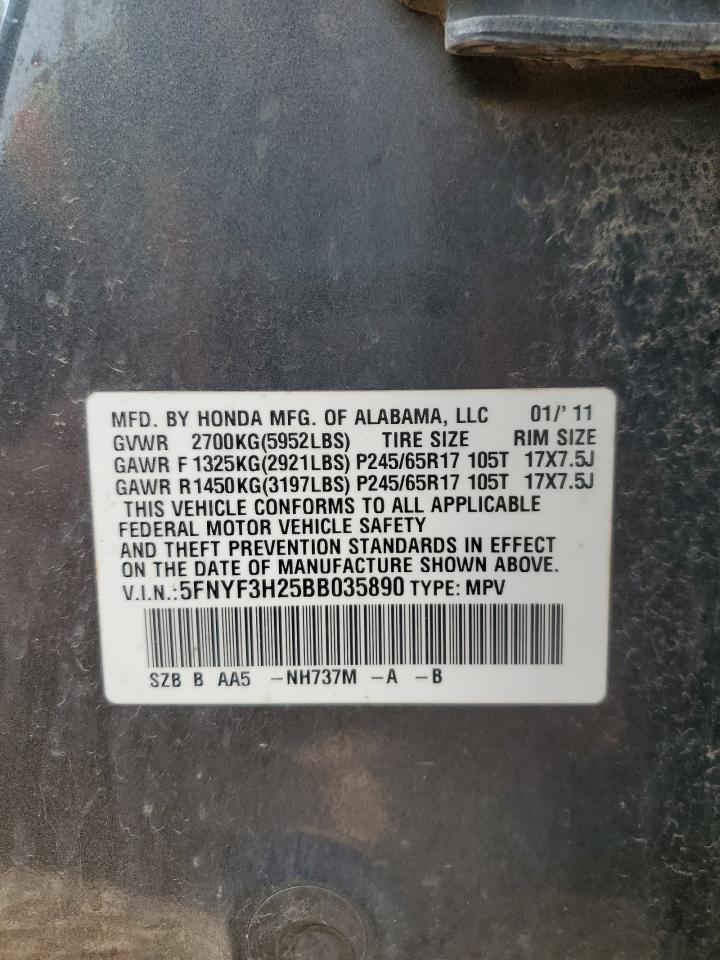 MFD. BY HONDA MFG. OF ALABAMA, LLC 01/'11
GVWR 2700KG(5952LBS) TIRE SIZE RIM SIZE
GAWR F 1325KG(2921LBS) P245/65R17 105T 17X7.5J
GAWR R1450KG(3197LBS) P245/65R17 105T 17X7.5J
THIS VEHICLE CONFORMS TO ALL APPLICABLE
FEDERAL MOTOR VEHICLE SAFETY
AND THEFT PREVENTION STANDARDS IN EFFECT
ON THE DATE OF MANUFACTURE SHOWN ABOVE.
V.I.N.:5FNYF3H25BB035890 TYPE: MPV
SZB B AA5 -NH737M -A -B